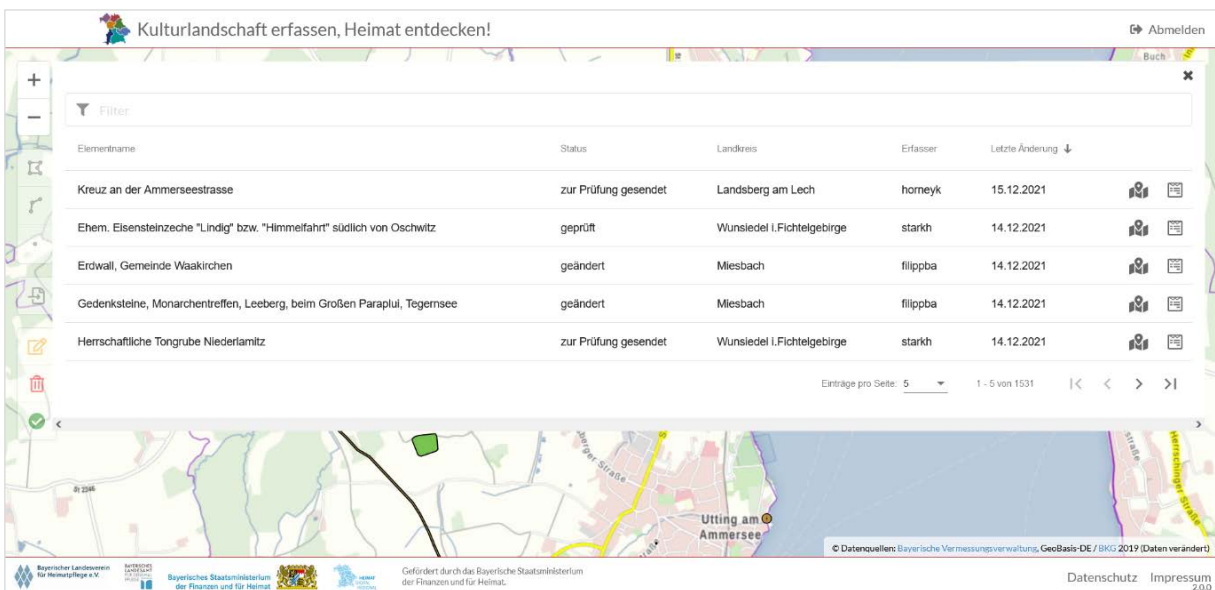 Kulturlandschaft erfassen, Heimat entdecken!
Abmelden
Buch
Filter
Elementname Status Landkreis Erfasser Letzte Änderung
Kreuz an der Ammerseestrasse zur Prüfung gesendet Landsberg am Lech horneyk 15.12.2021
Ehem. Eisensteinzeche "Lindig" bzw. "Himmelfahrt" südlich von Oschwitz geprüft Wunsiedel i.Fichtelgebirge starkh 14.12.2021
Erdwall, Gemeinde Waakirchen geändert Miesbach filippba 14.12.2021
Gedenksteine, Monarchentreffen, Leeberg, beim Großen Paraplui, Tegernsee geändert Miesbach filippba 14.12.2021
Herrschaftliche Tongrube Niederlamitz zur Prüfung gesendet Wunsiedel i.Fichtelgebirge starkh 14.12.2021
Einträge pro Seite: 5 1 - 5 von 1531
Herrschinger Straße
St 2346
Utting am
Ammersee
© Datenquellen: Bayerische Vermessungsverwaltung, GeoBasis-DE / BKG 2019 (Daten verändert)
Bayerischer Landesverein
für Heimatpflege e.V.
Bayerisches Staatsministerium
der Finanzen und für Heimat
Gefördert durch das Bayerische Staatsministerium
der Finanzen und für Heimat.
Datenschutz Impressum
2.0.0